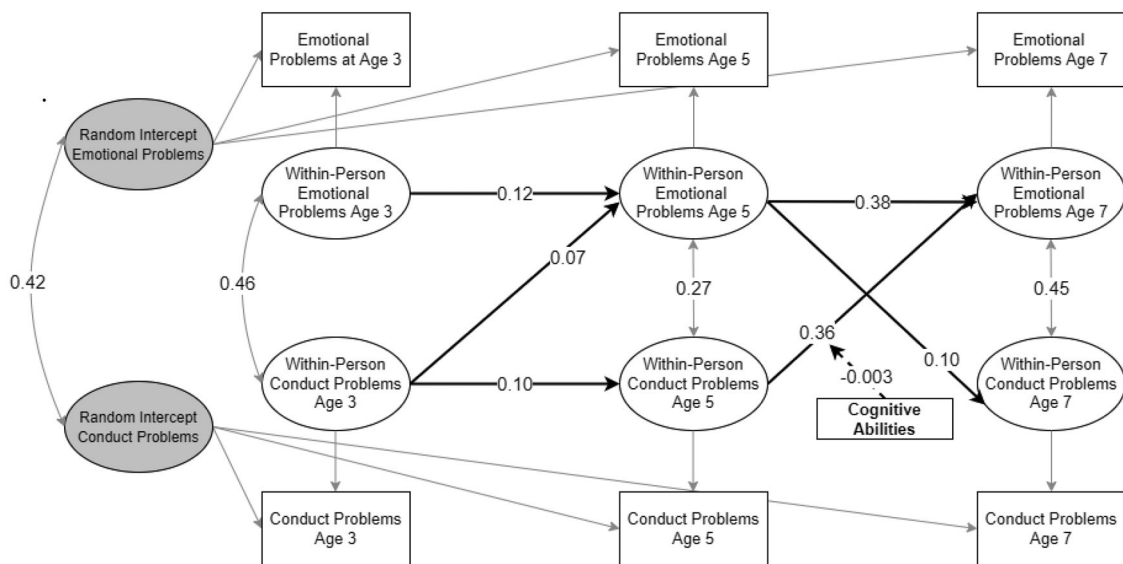 Emotional
Problems at Age 3
Emotional
Problems Age 5
Emotional
Problems Age 7
Random Intercept
Emotional Problems
Within-Person
Emotional
Problems Age 3
0.12
Within-Person
Emotional
Problems Age 5
0.38
Within-Person
Emotional
Problems Age 7
0.07
0.42
0.46
0.27
0.45
0.36
Within-Person
Conduct Problems
Age 3
0.10
Within-Person
Conduct Problems
Age 5
0.10
-0.003
Cognitive
Abilities
Within-Person
Conduct Problems
Age 7
Random Intercept
Conduct Problems
Conduct Problems
Age 3
Conduct Problems
Age 5
Conduct Problems
Age 7